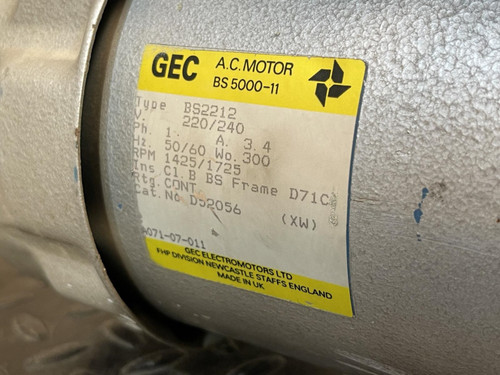 GEC A.C. MOTOR
BS 5000-11
Type BS2212
V. 220/240
Ph. 1. A. 3.4
Hz. 50/60 Wo. 300
RPM 1425/1725
Ins Cl.B BS Frame D71C
Rtg. CONT
Cat. No D52056
(XW)
A071-07-011
GEC ELECTROMOTORS LTD
FHP DIVISION NEWCASTLE STAFFS ENGLAND
MADE IN UK